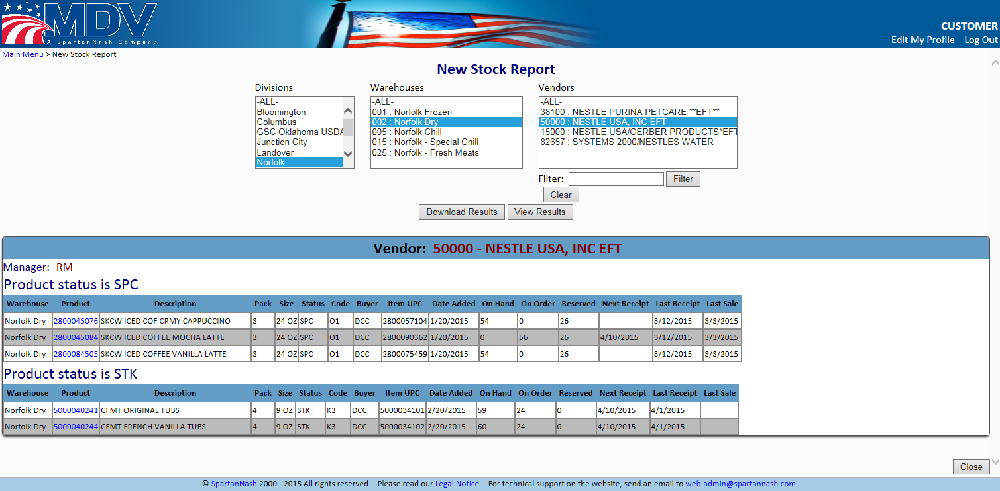 MDV
A SpartanNash Company
CUSTOMER
Edit My Profile Log Out
Main Menu > New Stock Report
New Stock Report
Divisions Warehouses Vendors
-ALL- -ALL- -ALL-
Bloomington 001 : Norfolk Frozen 38100 : NESTLE PURINA PETCARE **EFT**
Columbus 002 : Norfolk Dry 50000 : NESTLE USA, INC EFT
GSC Oklahoma USDA 005 : Norfolk Chill 15000 : NESTLE USA/GERBER PRODUCTS*EFT
Junction City 015 : Norfolk - Special Chill 82657 : SYSTEMS 2000/NESTLES WATER
Landover 025 : Norfolk - Fresh Meats
Norfolk
Filter: Filter
Clear
Download Results View Results
Vendor: 50000 - NESTLE USA, INC EFT
Manager: RM
Product status is SPC
Warehouse Product Description Pack Size Status Code Buyer Item UPC Date Added On Hand On Order Reserved Next Receipt Last Receipt Last Sale
Norfolk Dry 2800045076 SKCW ICED COF CRMY CAPPUCCINO 3 24 OZ SPC O1 DCC 2800057104 1/20/2015 54 0 26 3/12/2015 3/3/2015
Norfolk Dry 2800045084 SKCW ICED COFFEE MOCHA LATTE 3 24 OZ SPC O1 DCC 2800090362 1/20/2015 0 56 26 4/10/2015 3/12/2015 3/3/2015
Norfolk Dry 2800084505 SKCW ICED COFFEE VANILLA LATTE 3 24 OZ SPC O1 DCC 2800075459 1/20/2015 54 0 26 3/12/2015 3/3/2015
Product status is STK
Warehouse Product Description Pack Size Status Code Buyer Item UPC Date Added On Hand On Order Reserved Next Receipt Last Receipt Last Sale
Norfolk Dry 5000040241 CFMT ORIGINAL TUBS 4 9 OZ STK K3 DCC 5000034101 2/20/2015 59 24 0 4/10/2015 4/1/2015
Norfolk Dry 5000040244 CFMT FRENCH VANILLA TUBS 4 9 OZ STK K3 DCC 5000034102 2/20/2015 60 24 0 4/10/2015 4/1/2015
Close
© SpartanNash 2000 - 2015 All rights reserved. - Please read our Legal Notice. - For technical support on the website, send an email to web-admin@spartannash.com.